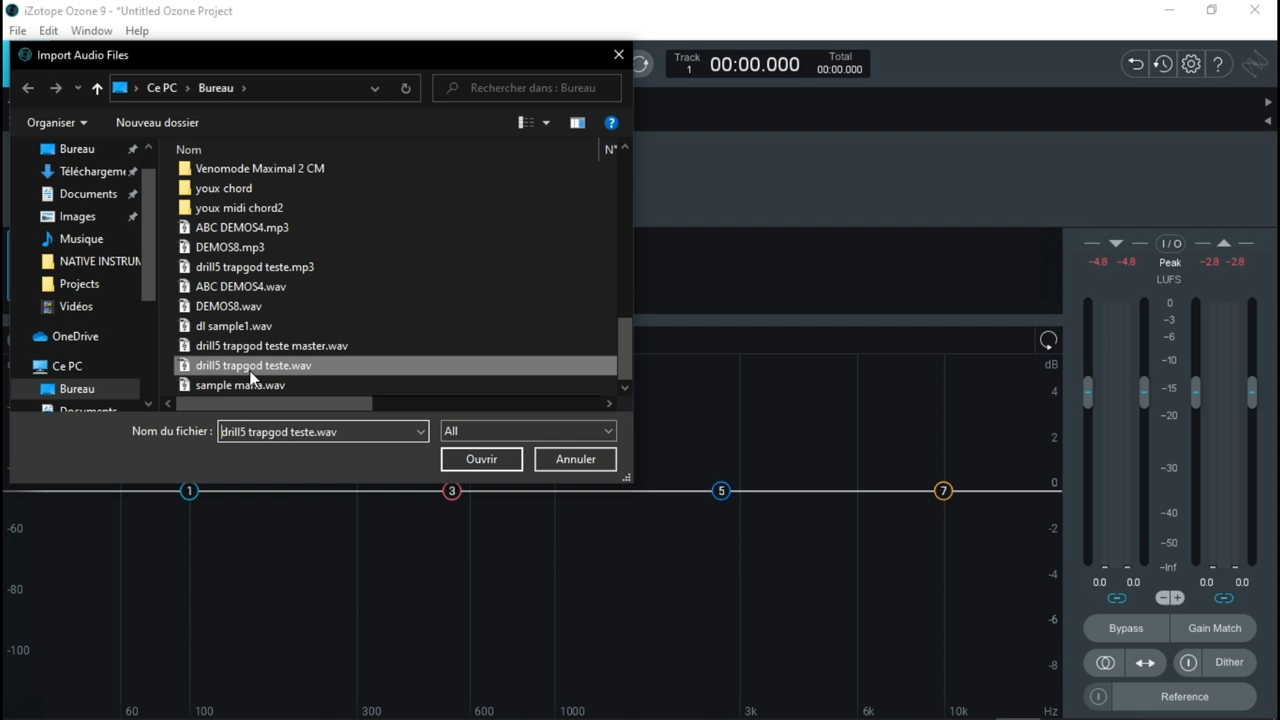 iZotope Ozone 9 - *Untitled Ozone Project
File Edit Window Help
Import Audio Files
Track
1
00:00.000
Total
00:00.000
?
Ce PC › Bureau ›
Rechercher dans : Bureau
Organiser
Nouveau dossier
?
Bureau
Téléchargeme
Documents
Images
Musique
NATIVE INSTRUM
Projects
Vidéos
OneDrive
Ce PC
Bureau
Nom
N°
Venomode Maximal 2 CM
youx chord
youx midi chord2
ABC DEMOS4.mp3
DEMOS8.mp3
drill5 trapgod teste.mp3
ABC DEMOS4.wav
DEMOS8.wav
dl sample1.wav
drill5 trapgod teste master.wav
drill5 trapgod teste.wav
sample mana.wav
Nom du fichier : drill5 trapgod teste.wav
All
Ouvrir
Annuler
I/O
-4.8 -4.8 Peak -2.8 -2.8
LUFS
0
-3
-6
-10
-15
-20
-30
-40
-50
-Inf
0.0 0.0 0.0 0.0
Bypass
Gain Match
Dither
Reference
dB
4
2
0
-2
-4
-6
-8
1 3 5 7
-60
-80
-100
60 100 300 600 1000 3k 6k 10k Hz